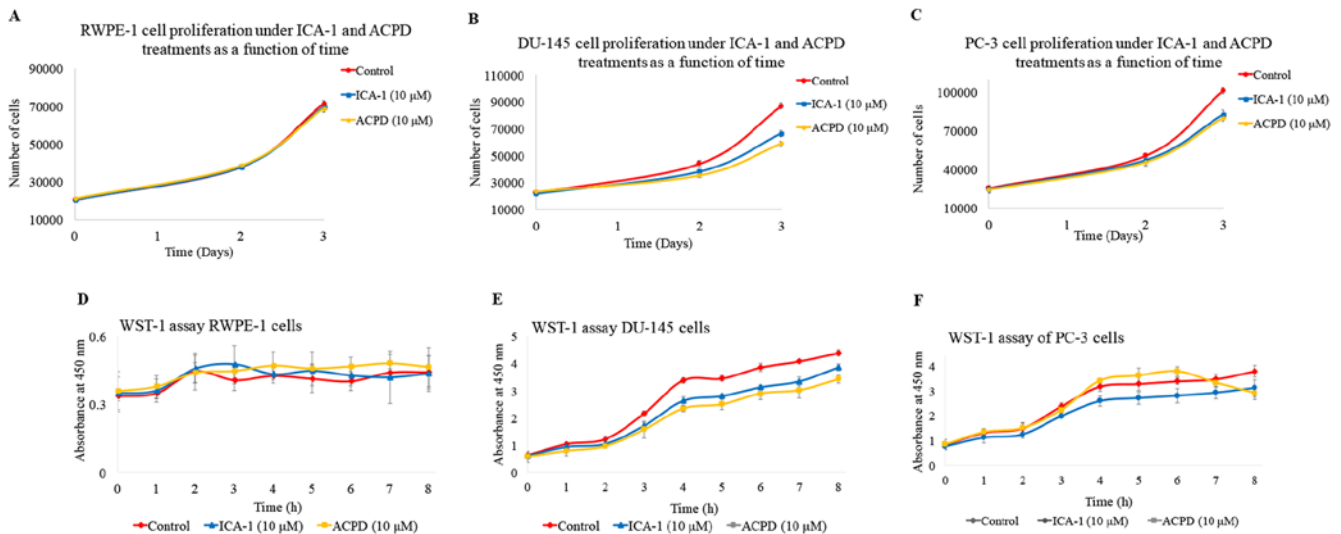 A
RWPE-1 cell proliferation under ICA-1 and ACPD
treatments as a function of time
90000
70000
50000
30000
10000
Number of cells
0 1 2 3
Time (Days)
Control
ICA-1 (10 μM)
ACPD (10 μM)
B
DU-145 cell proliferation under ICA-1 and ACPD
treatments as a function of time
110000
90000
70000
50000
30000
10000
Number of cells
0 1 2 3
Time (Days)
Control
ICA-1 (10 μM)
ACPD (10 μM)
C
PC-3 cell proliferation under ICA-1 and ACPD
treatments as a function of time
100000
70000
40000
10000
Number of cells
0 1 2 3
Time (Days)
Control
ICA-1 (10 μM)
ACPD (10 μM)
D
WST-1 assay RWPE-1 cells
0.6
0.3
0
Absorbance at 450 nm
0 1 2 3 4 5 6 7 8
Time (h)
Control ICA-1 (10 μM) ACPD (10 μM)
E
WST-1 assay DU-145 cells
5
4
3
2
1
0
Absorbance at 450 nm
0 1 2 3 4 5 6 7 8
Time (h)
Control ICA-1 (10 μM) ACPD (10 μM)
F
WST-1 assay of PC-3 cells
4
3
2
1
0
Absorbance at 450 nm
0 1 2 3 4 5 6 7 8
Time (h)
Control ICA-1 (10 μM) ACPD (10 μM)